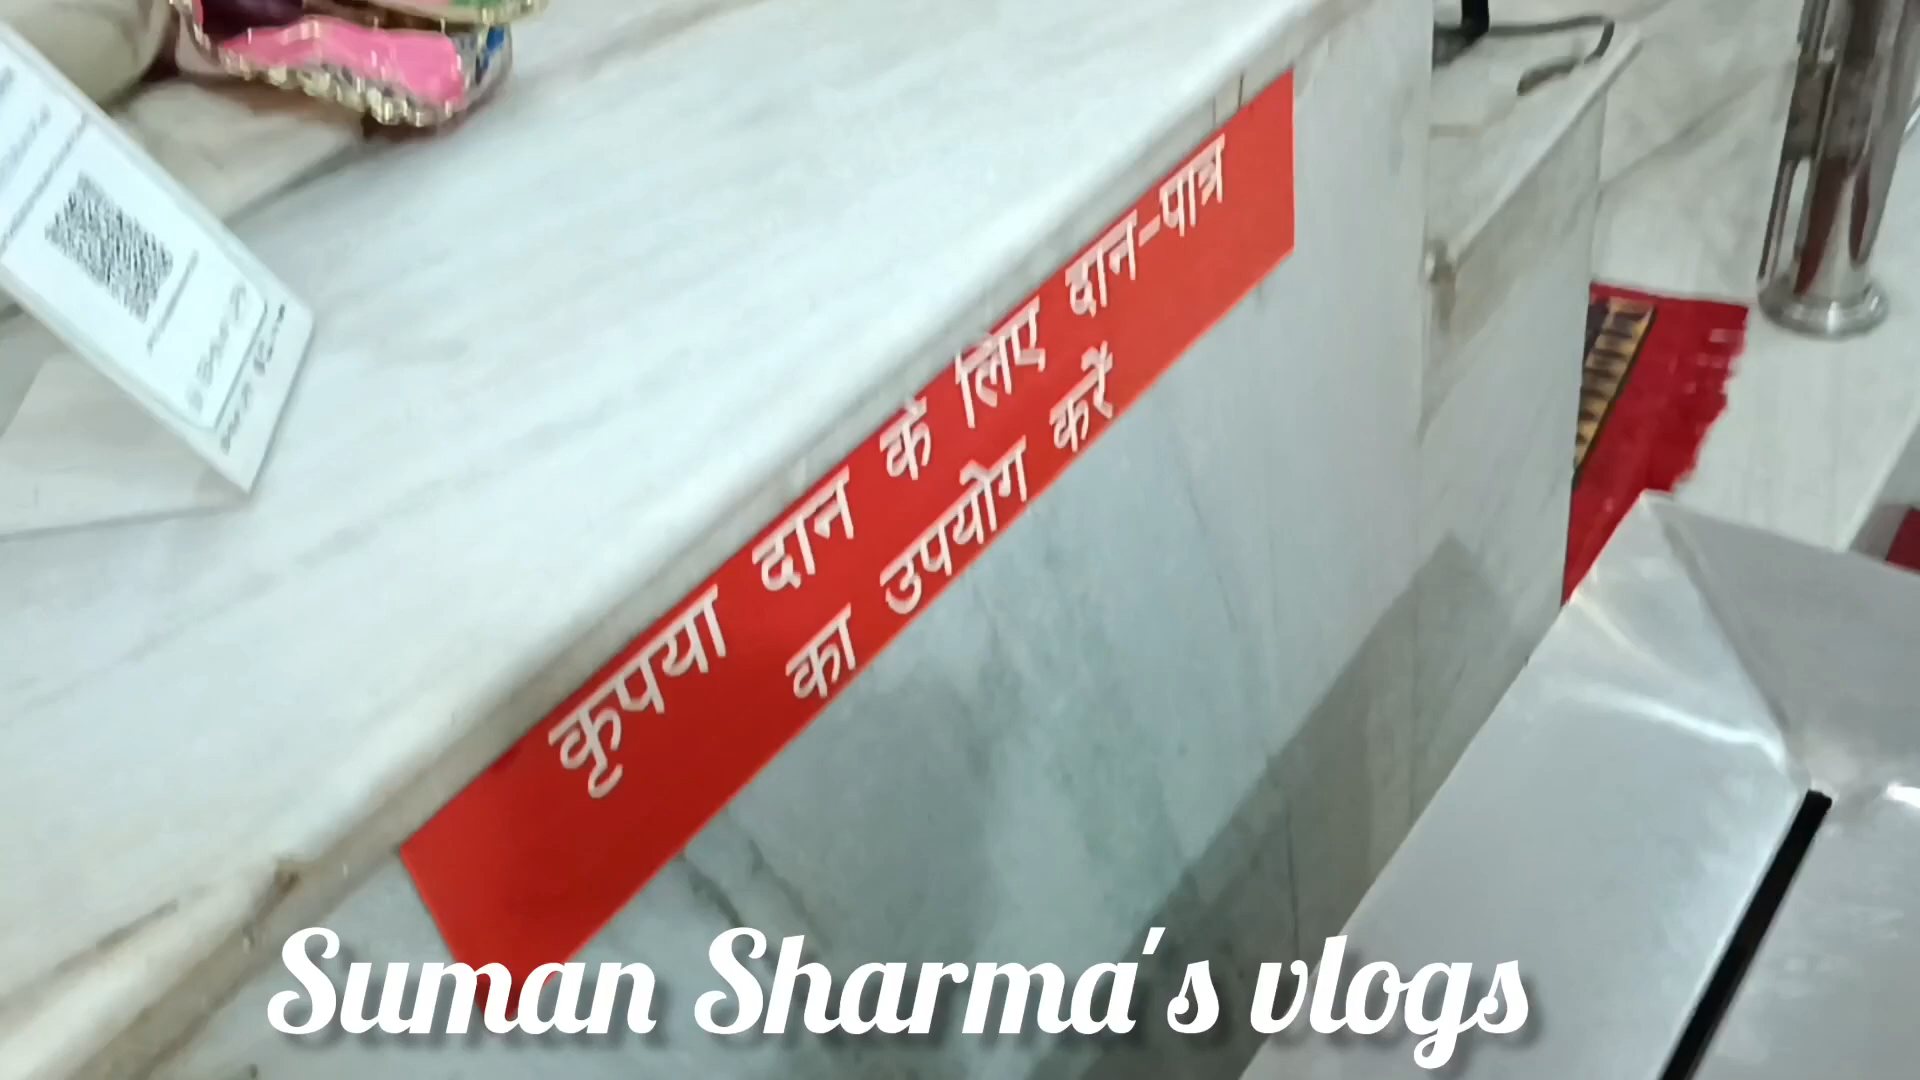 कृपया दान के लिए दान-पात्र
का उपयोग करें
Suman Sharma's vlogs